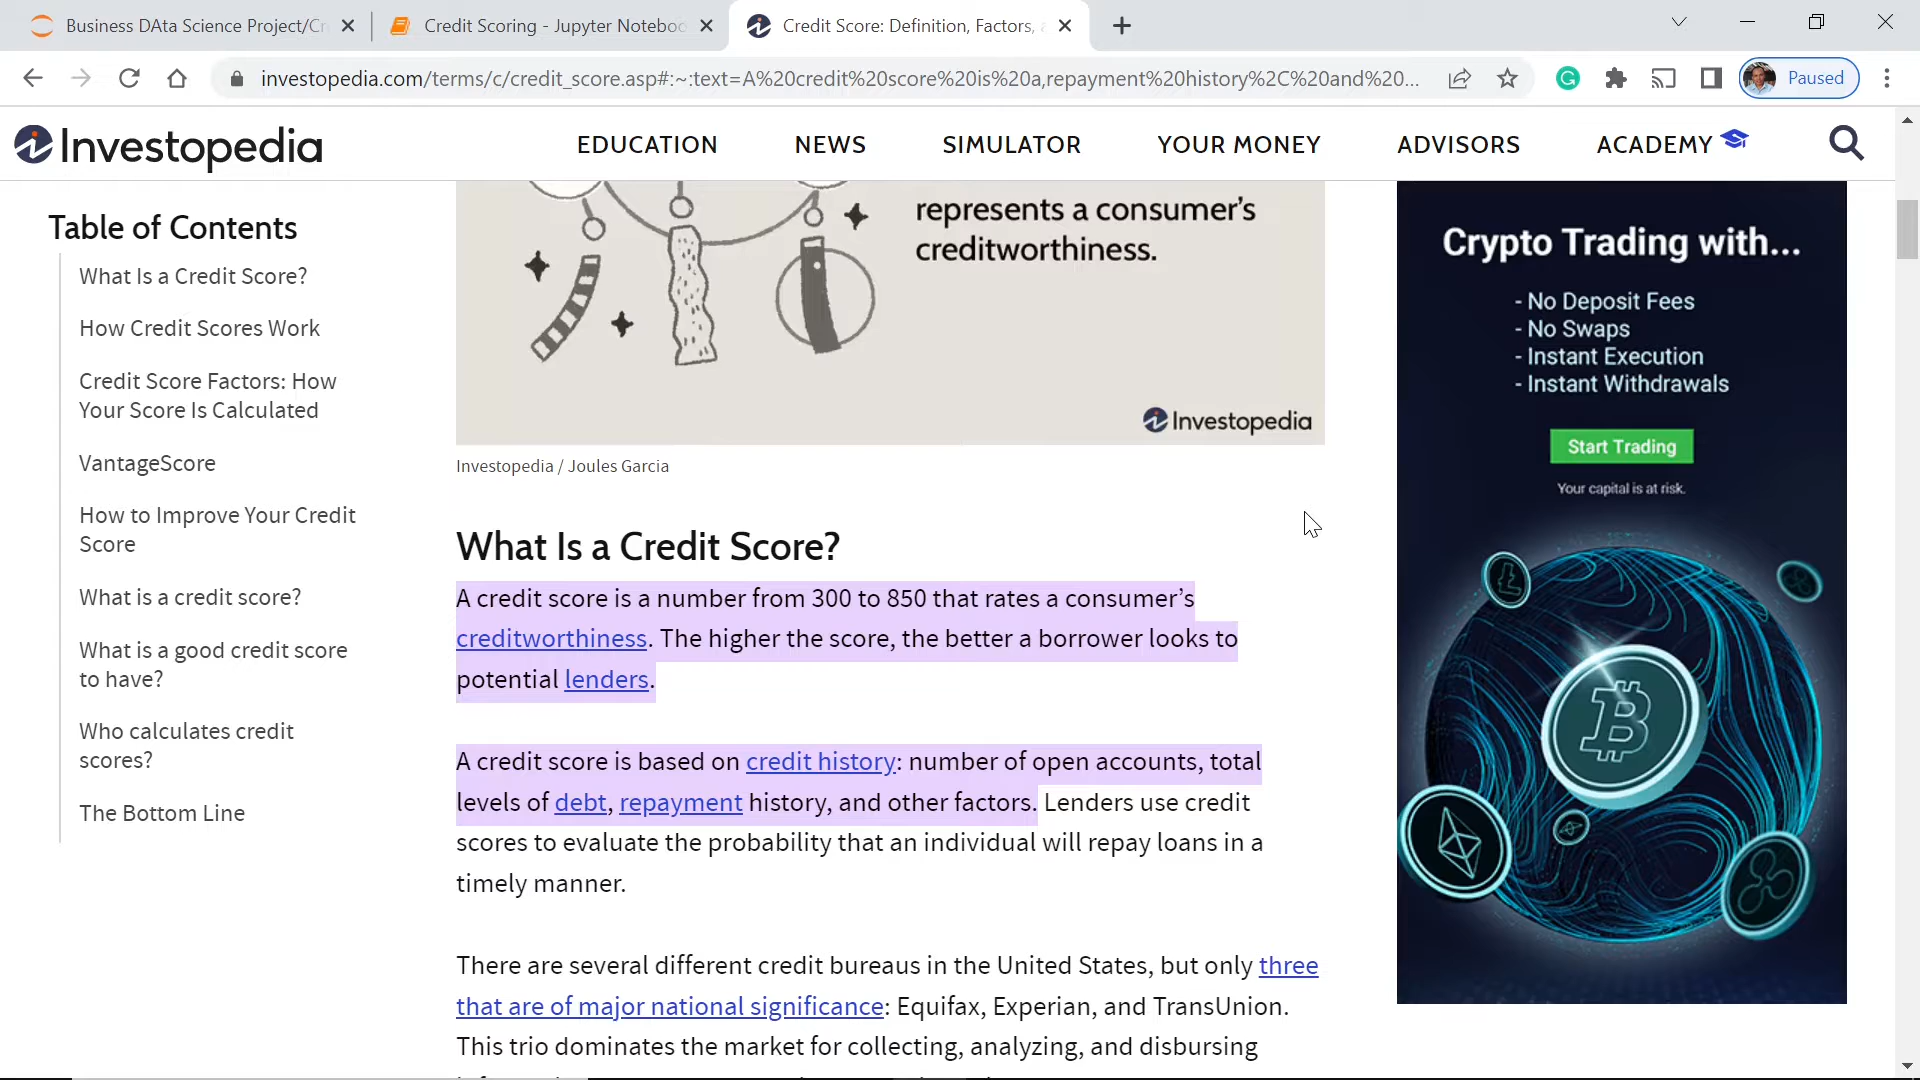 Business DAta Science Project/Cr
Credit Scoring - Jupyter Noteboo
Credit Score: Definition, Factors, a
investopedia.com/terms/c/credit_score.asp#:~:text=A%20credit%20score%20is%20a,repayment%20history%2C%20and%20...
Paused
Investopedia
EDUCATION
NEWS
SIMULATOR
YOUR MONEY
ADVISORS
ACADEMY
Table of Contents
What Is a Credit Score?
How Credit Scores Work
Credit Score Factors: How
Your Score Is Calculated
VantageScore
How to Improve Your Credit
Score
What is a credit score?
What is a good credit score
to have?
Who calculates credit
scores?
The Bottom Line
represents a consumer’s
creditworthiness.
Investopedia
Investopedia / Joules Garcia
What Is a Credit Score?
A credit score is a number from 300 to 850 that rates a consumer’s
creditworthiness. The higher the score, the better a borrower looks to
potential lenders.
A credit score is based on credit history: number of open accounts, total
levels of debt, repayment history, and other factors. Lenders use credit
scores to evaluate the probability that an individual will repay loans in a
timely manner.
There are several different credit bureaus in the United States, but only three
that are of major national significance: Equifax, Experian, and TransUnion.
This trio dominates the market for collecting, analyzing, and disbursing
Crypto Trading with...
- No Deposit Fees
- No Swaps
- Instant Execution
- Instant Withdrawals
Start Trading
Your capital is at risk.